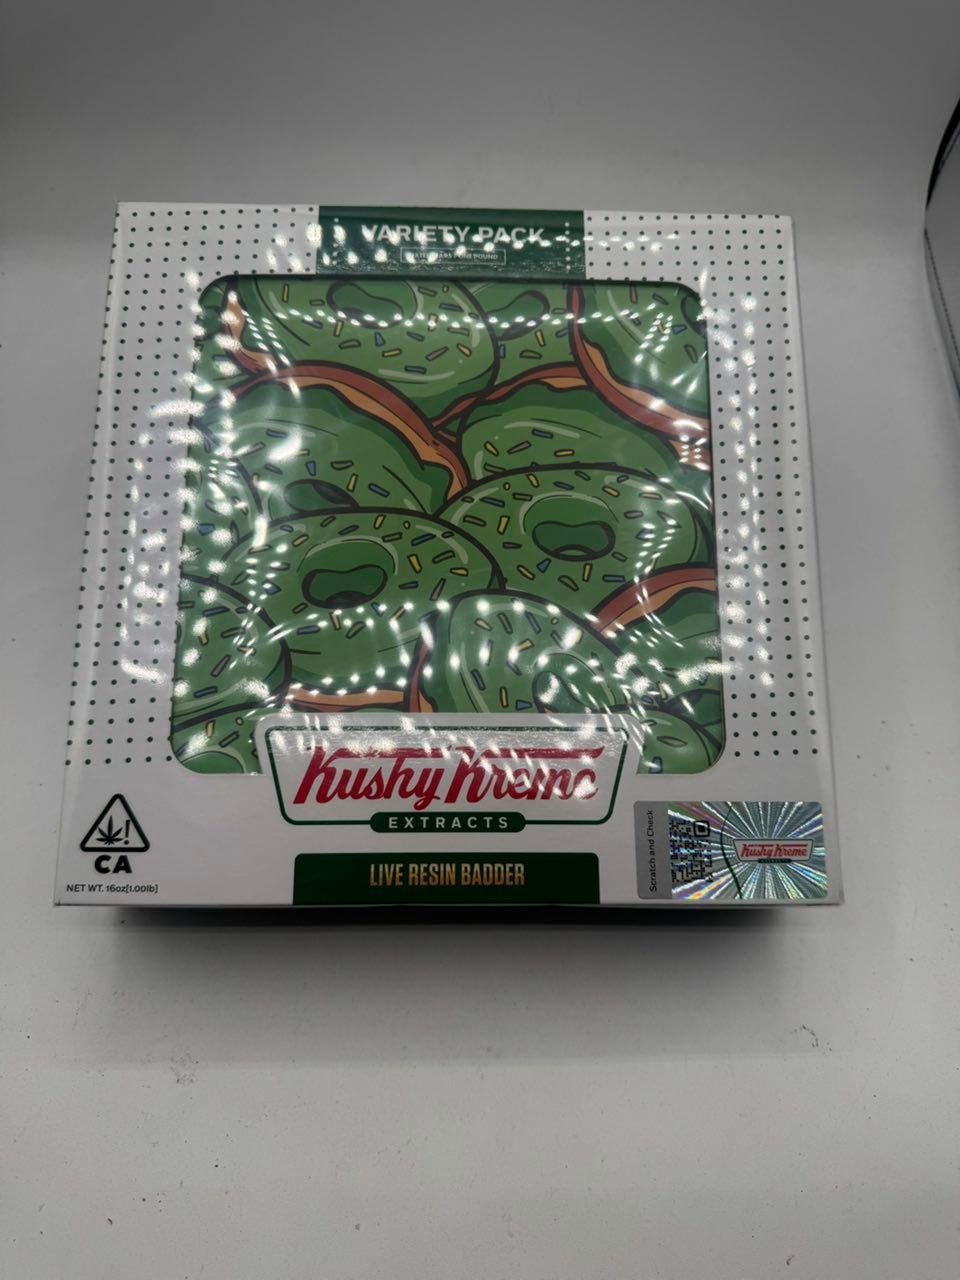 VARIETY PACK
Kushy Kreme
EXTRACTS
LIVE RESIN BADDER
CA
NET WT. 16oz[1.00lb]
Scratch and Check
Kushy Kreme